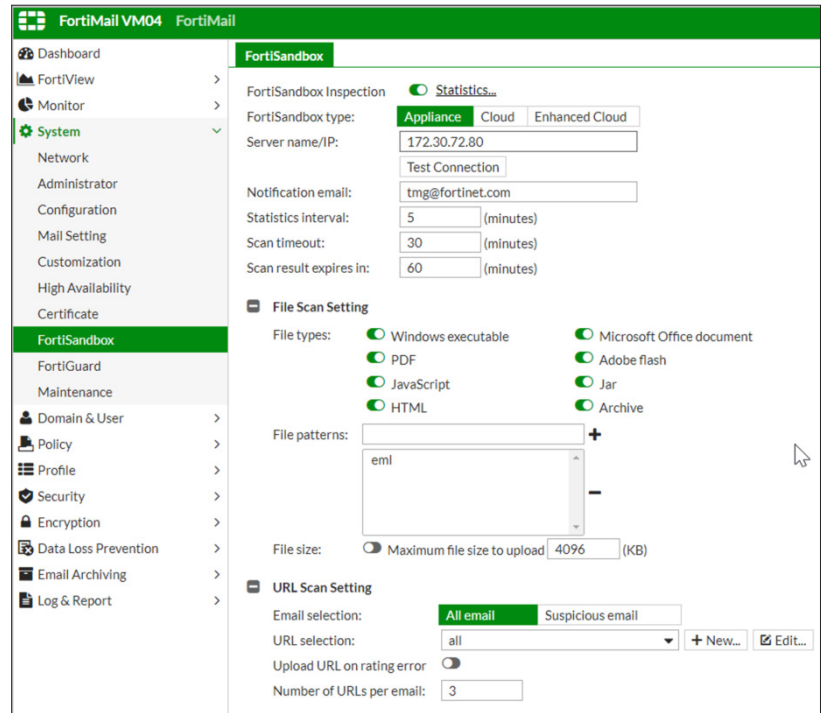 FortiMail VM04 FortiMail
Dashboard
FortiView
Monitor
System
Network
Administrator
Configuration
Mail Setting
Customization
High Availability
Certificate
FortiSandbox
FortiGuard
Maintenance
Domain & User
Policy
Profile
Security
Encryption
Data Loss Prevention
Email Archiving
Log & Report
FortiSandbox
FortiSandbox Inspection Statistics...
FortiSandbox type: Appliance Cloud Enhanced Cloud
Server name/IP: 172.30.72.80
Test Connection
Notification email: tmg@fortinet.com
Statistics interval: 5 (minutes)
Scan timeout: 30 (minutes)
Scan result expires in: 60 (minutes)
File Scan Setting
File types: Windows executable Microsoft Office document
PDF Adobe flash
JavaScript Jar
HTML Archive
File patterns:
eml
File size: Maximum file size to upload 4096 (KB)
URL Scan Setting
Email selection: All email Suspicious email
URL selection: all + New... Edit...
Upload URL on rating error
Number of URLs per email: 3